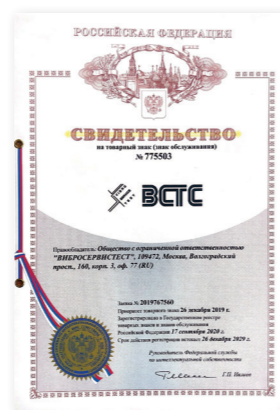 РОССИЙСКАЯ ФЕДЕРАЦИЯ
СВИДЕТЕЛЬСТВО
на товарный знак (знак обслуживания)
№ 775503
ВСТС
Правообладатель: Общество с ограниченной ответственностью
"ВИБРОСЕРВИСТЕСТ", 109472, Москва, Волгоградский
просп., 160, корп. 3, оф. 77 (RU)
Заявка № 2019767560
Приоритет товарного знака 26 декабря 2019 г.
Зарегистрировано в Государственном реестре
товарных знаков и знаков обслуживания
Российской Федерации 17 сентября 2020 г.
Срок действия регистрации истекает 26 декабря 2029 г.
Руководитель Федеральной службы
по интеллектуальной собственности
Г.П. Ивлиев